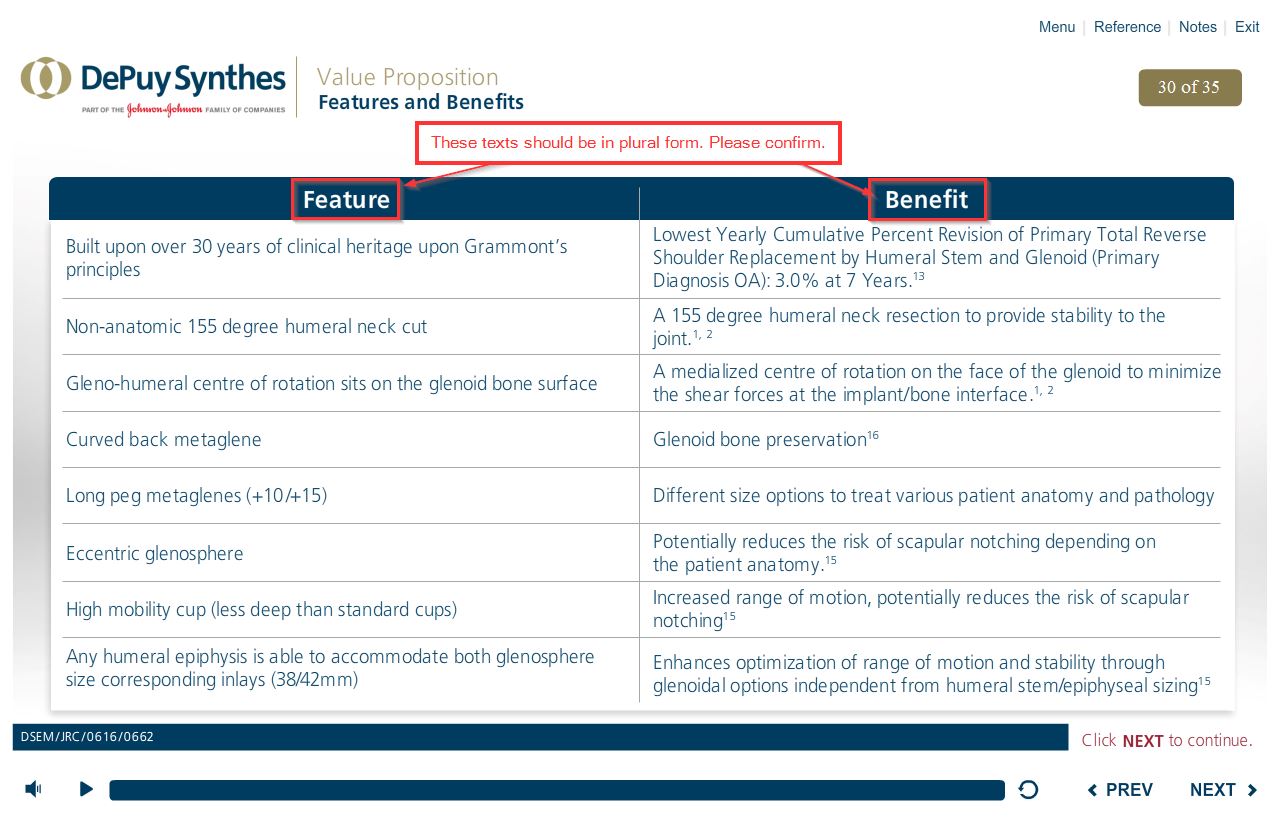 Menu | Reference | Notes | Exit
DePuy Synthes
PART OF THE Johnson & Johnson FAMILY OF COMPANIES
Value Proposition
Features and Benefits
30 of 35
These texts should be in plural form. Please confirm.
Feature
Benefit
Built upon over 30 years of clinical heritage upon Grammont’s
principles
Lowest Yearly Cumulative Percent Revision of Primary Total Reverse
Shoulder Replacement by Humeral Stem and Glenoid (Primary
Diagnosis OA): 3.0% at 7 Years.13
Non-anatomic 155 degree humeral neck cut
A 155 degree humeral neck resection to provide stability to the
joint.1, 2
Gleno-humeral centre of rotation sits on the glenoid bone surface
A medialized centre of rotation on the face of the glenoid to minimize
the shear forces at the implant/bone interface.1, 2
Curved back metaglene
Glenoid bone preservation16
Long peg metaglenes (+10/+15)
Different size options to treat various patient anatomy and pathology
Eccentric glenosphere
Potentially reduces the risk of scapular notching depending on
the patient anatomy.15
High mobility cup (less deep than standard cups)
Increased range of motion, potentially reduces the risk of scapular
notching15
Any humeral epiphysis is able to accommodate both glenosphere
size corresponding inlays (38/42mm)
Enhances optimization of range of motion and stability through
glenoidal options independent from humeral stem/epiphyseal sizing15
DSEM/JRC/0616/0662
Click NEXT to continue.
PREV
NEXT